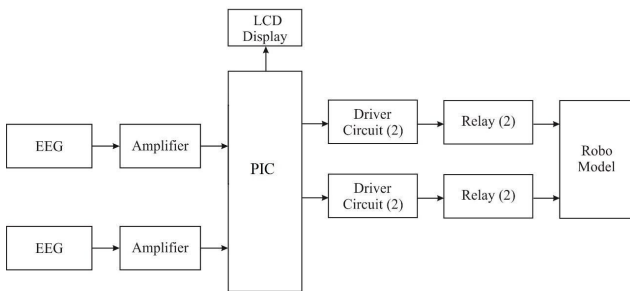 LCD
Display
EEG
Amplifier
PIC
Driver
Circuit (2)
Relay (2)
Robo
Model
Driver
Circuit (2)
Relay (2)
EEG
Amplifier